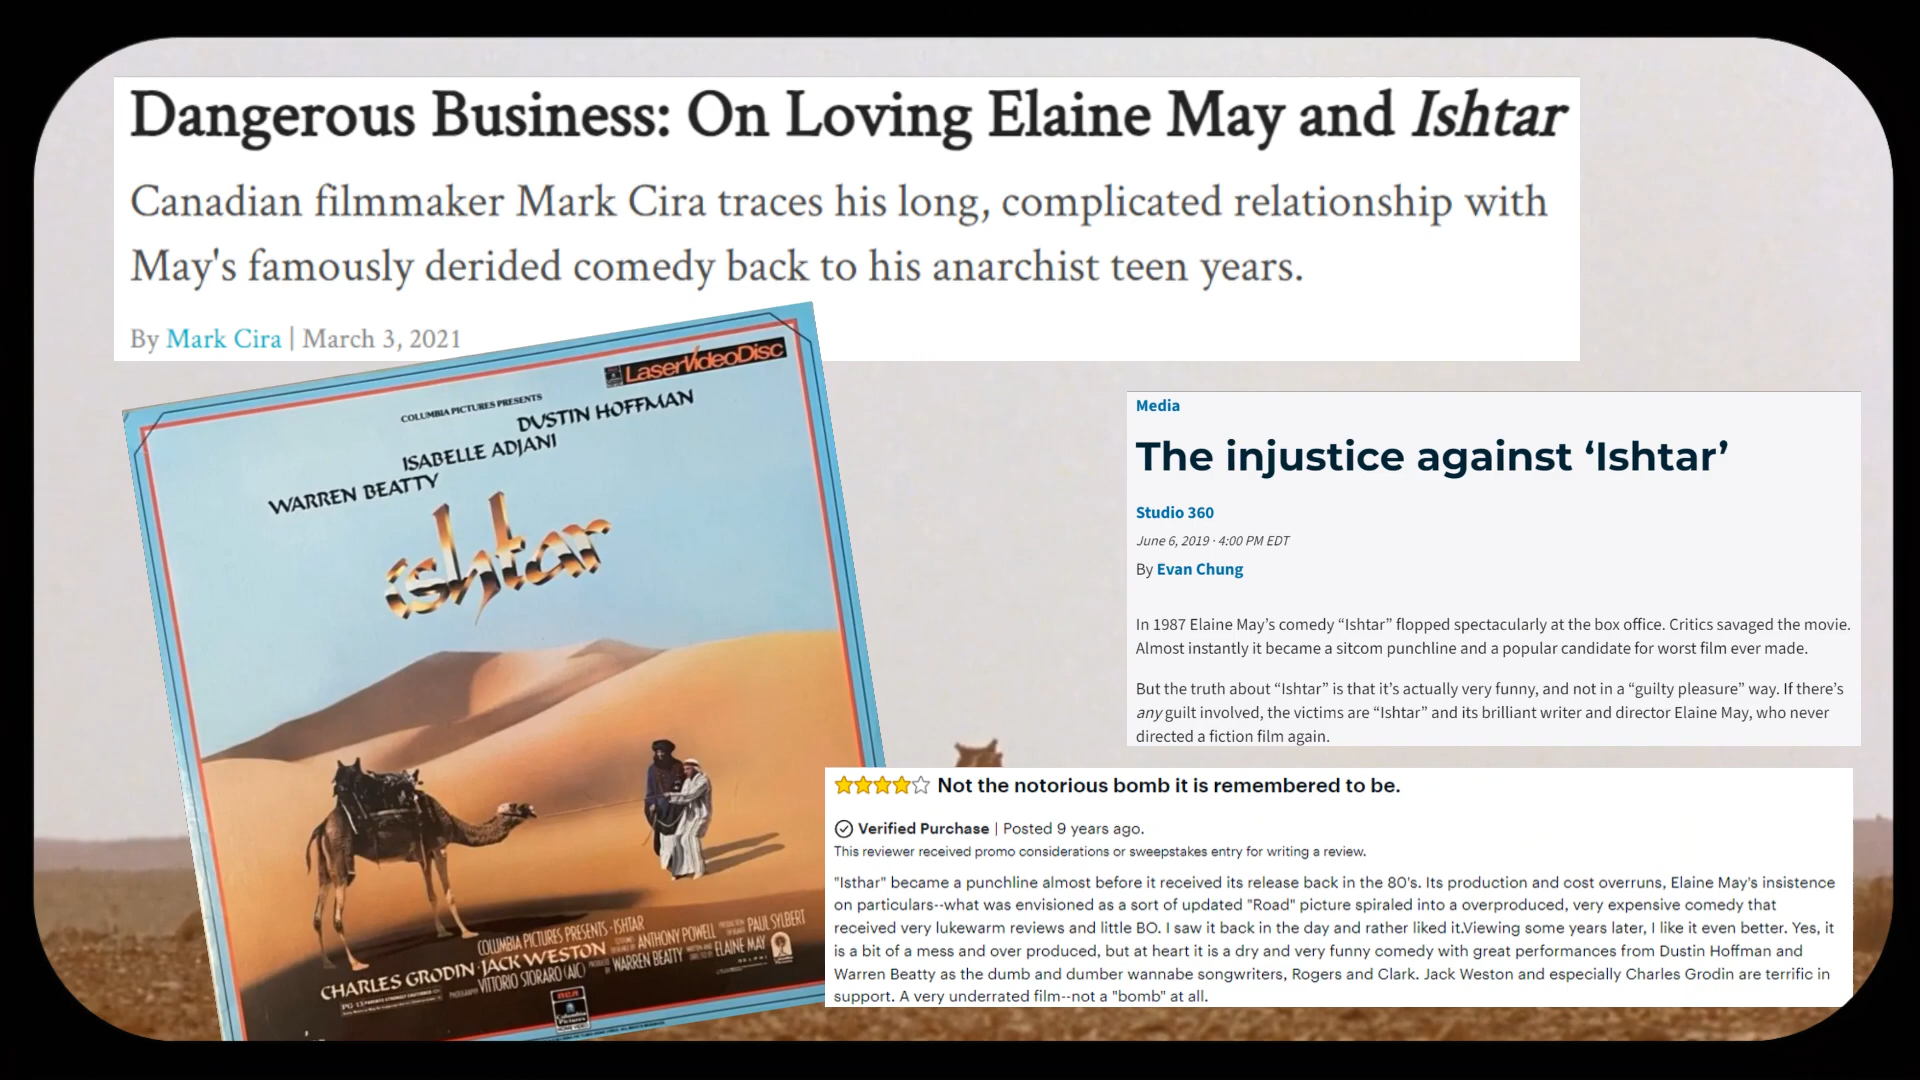 Dangerous Business: On Loving Elaine May and Ishtar
Canadian filmmaker Mark Cira traces his long, complicated relationship with
May's famously derided comedy back to his anarchist teen years.
By Mark Cira | March 3, 2021
LaserVideoDisc
COLUMBIA PICTURES PRESENTS
DUSTIN HOFFMAN
ISABELLE ADJANI
WARREN BEATTY
ishtar
COLUMBIA PICTURES PRESENTS · ISHTAR
CHARLES GRODIN · JACK WESTON ANTHONY POWELL PAUL SYLBERT
VITTORIO STORARO (AIC) WARREN BEATTY ELAINE MAY
PG-13
RCA
Columbia
Pictures
Media
The injustice against ‘Ishtar’
Studio 360
June 6, 2019 · 4:00 PM EDT
By Evan Chung
In 1987 Elaine May’s comedy “Ishtar” flopped spectacularly at the box office. Critics savaged the movie.
Almost instantly it became a sitcom punchline and a popular candidate for worst film ever made.
But the truth about “Ishtar” is that it’s actually very funny, and not in a “guilty pleasure” way. If there’s
any guilt involved, the victims are “Ishtar” and its brilliant writer and director Elaine May, who never
directed a fiction film again.
Not the notorious bomb it is remembered to be.
Verified Purchase | Posted 9 years ago.
This reviewer received promo considerations or sweepstakes entry for writing a review.
"Isthar" became a punchline almost before it received its release back in the 80's. Its production and cost overruns, Elaine May's insistence
on particulars--what was envisioned as a sort of updated "Road" picture spiraled into a overproduced, very expensive comedy that
received very lukewarm reviews and little BO. I saw it back in the day and rather liked it.Viewing some years later, I like it even better. Yes, it
is a bit of a mess and over produced, but at heart it is a dry and very funny comedy with great performances from Dustin Hoffman and
Warren Beatty as the dumb and dumber wannabe songwriters, Rogers and Clark. Jack Weston and especially Charles Grodin are terrific in
support. A very underrated film--not a "bomb" at all.